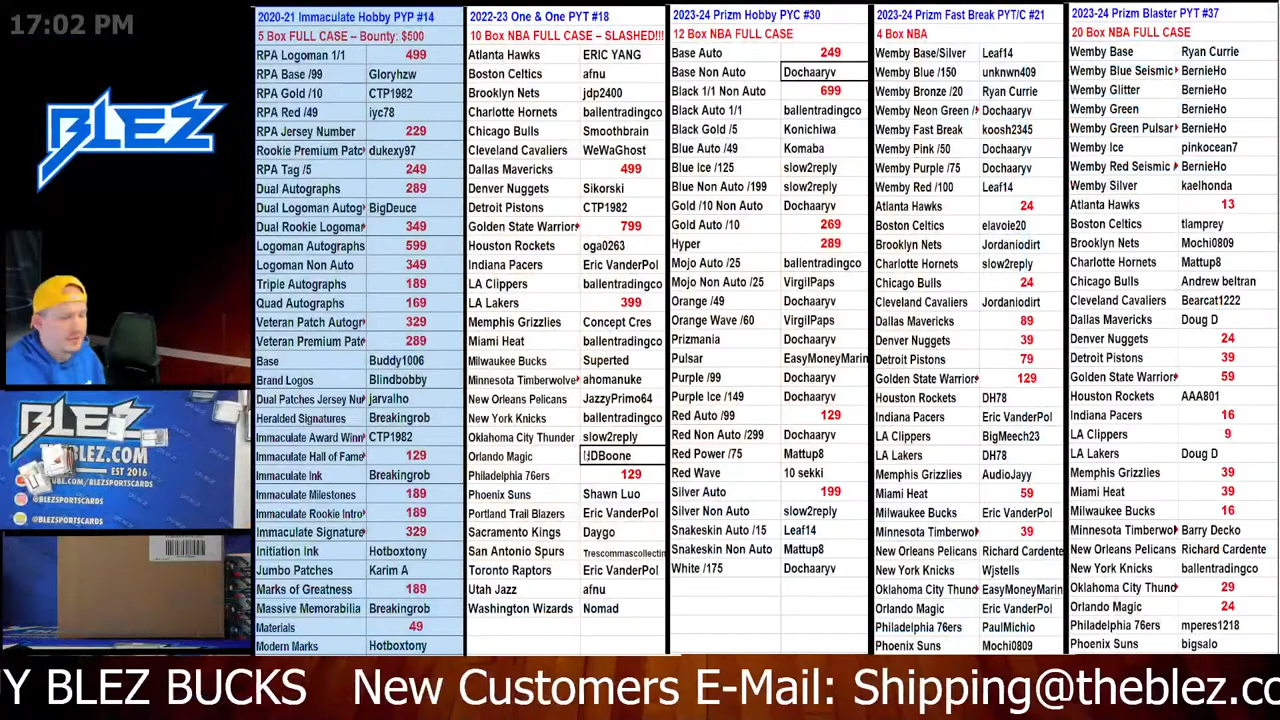 17:02 PM
BLEZ
BLEZ
BLEZ.COM
EST 2016
YOUTUBE.COM/BLEZSPORTSCARDS
@BLEZSPORTSCARDS
@BLEZSPORTSCARDS
2020-21 Immaculate Hobby PYP #14
5 Box FULL CASE – Bounty: $500
RPA Logoman 1/1 499
RPA Base /99 Gloryhzw
RPA Gold /10 CTP1982
RPA Red /49 iyc78
RPA Jersey Number 229
Rookie Premium Patc dukexy97
RPA Tag /5 249
Dual Autographs 289
Dual Logoman Autog BigDeuce
Dual Rookie Logoma 349
Logoman Autographs 599
Logoman Non Auto 349
Triple Autographs 189
Quad Autographs 169
Veteran Patch Autogr 329
Veteran Premium Pate 289
Base Buddy1006
Brand Logos Blindbobby
Dual Patches Jersey Nu jarvalho
Heralded Signatures Breakingrob
Immaculate Award Winn CTP1982
Immaculate Hall of Fame 129
Immaculate Ink Breakingrob
Immaculate Milestones 189
Immaculate Rookie Intro 189
Immaculate Signature 329
Initiation Ink Hotboxtony
Jumbo Patches Karim A
Marks of Greatness 189
Massive Memorabilia Breakingrob
Materials 49
Modern Marks Hotboxtony
2022-23 One & One PYT #18
10 Box NBA FULL CASE – SLASHED!!!
Atlanta Hawks ERIC YANG
Boston Celtics afnu
Brooklyn Nets jdp2400
Charlotte Hornets ballentradingco
Chicago Bulls Smoothbrain
Cleveland Cavaliers WeWaGhost
Dallas Mavericks 499
Denver Nuggets Sikorski
Detroit Pistons CTP1982
Golden State Warrior 799
Houston Rockets oga0263
Indiana Pacers Eric VanderPol
LA Clippers ballentradingco
LA Lakers 399
Memphis Grizzlies Concept Cres
Miami Heat ballentradingco
Milwaukee Bucks Superted
Minnesota Timberwolve ahomanuke
New Orleans Pelicans JazzyPrimo64
New York Knicks ballentradingco
Oklahoma City Thunder slow2reply
Orlando Magic DBoone
Philadelphia 76ers 129
Phoenix Suns Shawn Luo
Portland Trail Blazers Eric VanderPol
Sacramento Kings Daygo
San Antonio Spurs Trescommascollectin
Toronto Raptors Eric VanderPol
Utah Jazz afnu
Washington Wizards Nomad
2023-24 Prizm Hobby PYC #30
12 Box NBA FULL CASE
Base Auto 249
Base Non Auto Dochaaryv
Black 1/1 Non Auto 699
Black Auto 1/1 ballentradingco
Black Gold /5 Konichiwa
Blue Auto /49 Komaba
Blue Ice /125 slow2reply
Blue Non Auto /199 slow2reply
Gold /10 Non Auto Dochaaryv
Gold Auto /10 269
Hyper 289
Mojo Auto /25 ballentradingco
Mojo Non Auto /25 VirgilPaps
Orange /49 Dochaaryv
Orange Wave /60 VirgilPaps
Prizmania Dochaaryv
Pulsar EasyMoneyMarin
Purple /99 Dochaaryv
Purple Ice /149 Dochaaryv
Red Auto /99 129
Red Non Auto /299 Dochaaryv
Red Power /75 Mattup8
Red Wave 10 sekki
Silver Auto 199
Silver Non Auto slow2reply
Snakeskin Auto /15 Leaf14
Snakeskin Non Auto Mattup8
White /175 Dochaaryv
2023-24 Prizm Fast Break PYT/C #21
4 Box NBA
Wemby Base/Silver Leaf14
Wemby Blue /150 unknwn409
Wemby Bronze /20 Ryan Currie
Wemby Neon Green / Dochaaryv
Wemby Fast Break koosh2345
Wemby Pink /50 Dochaaryv
Wemby Purple /75 Dochaaryv
Wemby Red /100 Leaf14
Atlanta Hawks 24
Boston Celtics elavoie20
Brooklyn Nets Jordaniodirt
Charlotte Hornets slow2reply
Chicago Bulls 24
Cleveland Cavaliers Jordaniodirt
Dallas Mavericks 89
Denver Nuggets 39
Detroit Pistons 79
Golden State Warrior 129
Houston Rockets DH78
Indiana Pacers Eric VanderPol
LA Clippers BigMeech23
LA Lakers DH78
Memphis Grizzlies AudioJayy
Miami Heat 59
Milwaukee Bucks Eric VanderPol
Minnesota Timberwo 39
New Orleans Pelicans Richard Cardente
New York Knicks Wjstells
Oklahoma City Thund EasyMoneyMarin
Orlando Magic Eric VanderPol
Philadelphia 76ers PaulMichio
Phoenix Suns Mochi0809
2023-24 Prizm Blaster PYT #37
20 Box NBA FULL CASE
Wemby Base Ryan Currie
Wemby Blue Seismic BernieHo
Wemby Glitter BernieHo
Wemby Green BernieHo
Wemby Green Pulsar BernieHo
Wemby Ice pinkocean7
Wemby Red Seismic BernieHo
Wemby Silver kaelhonda
Atlanta Hawks 13
Boston Celtics tlamprey
Brooklyn Nets Mochi0809
Charlotte Hornets Mattup8
Chicago Bulls Andrew beltran
Cleveland Cavaliers Bearcat1222
Dallas Mavericks Doug D
Denver Nuggets 24
Detroit Pistons 39
Golden State Warrior 59
Houston Rockets AAA801
Indiana Pacers 16
LA Clippers 9
LA Lakers Doug D
Memphis Grizzlies 39
Miami Heat 39
Milwaukee Bucks 16
Minnesota Timberwo Barry Decko
New Orleans Pelicans Richard Cardente
New York Knicks ballentradingco
Oklahoma City Thund 29
Orlando Magic 24
Philadelphia 76ers mperes1218
Phoenix Suns bigsalo
Y BLEZ BUCKS New Customers E-Mail: Shipping@theblez.co